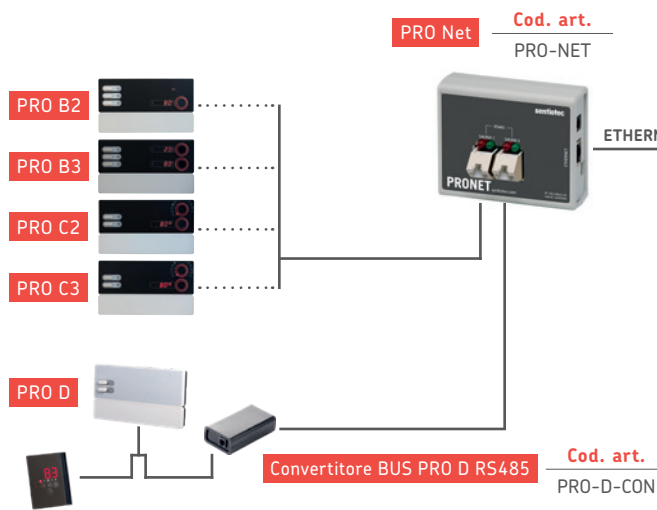 PRO Net
Cod. art.
PRO-NET
PRO B2
PRO B3
PRO C2
PRO C3
sentiotec
ETHERNET
PRONET
ETHERN
PRO D
Convertitore BUS PRO D RS485
Cod. art.
PRO-D-CON